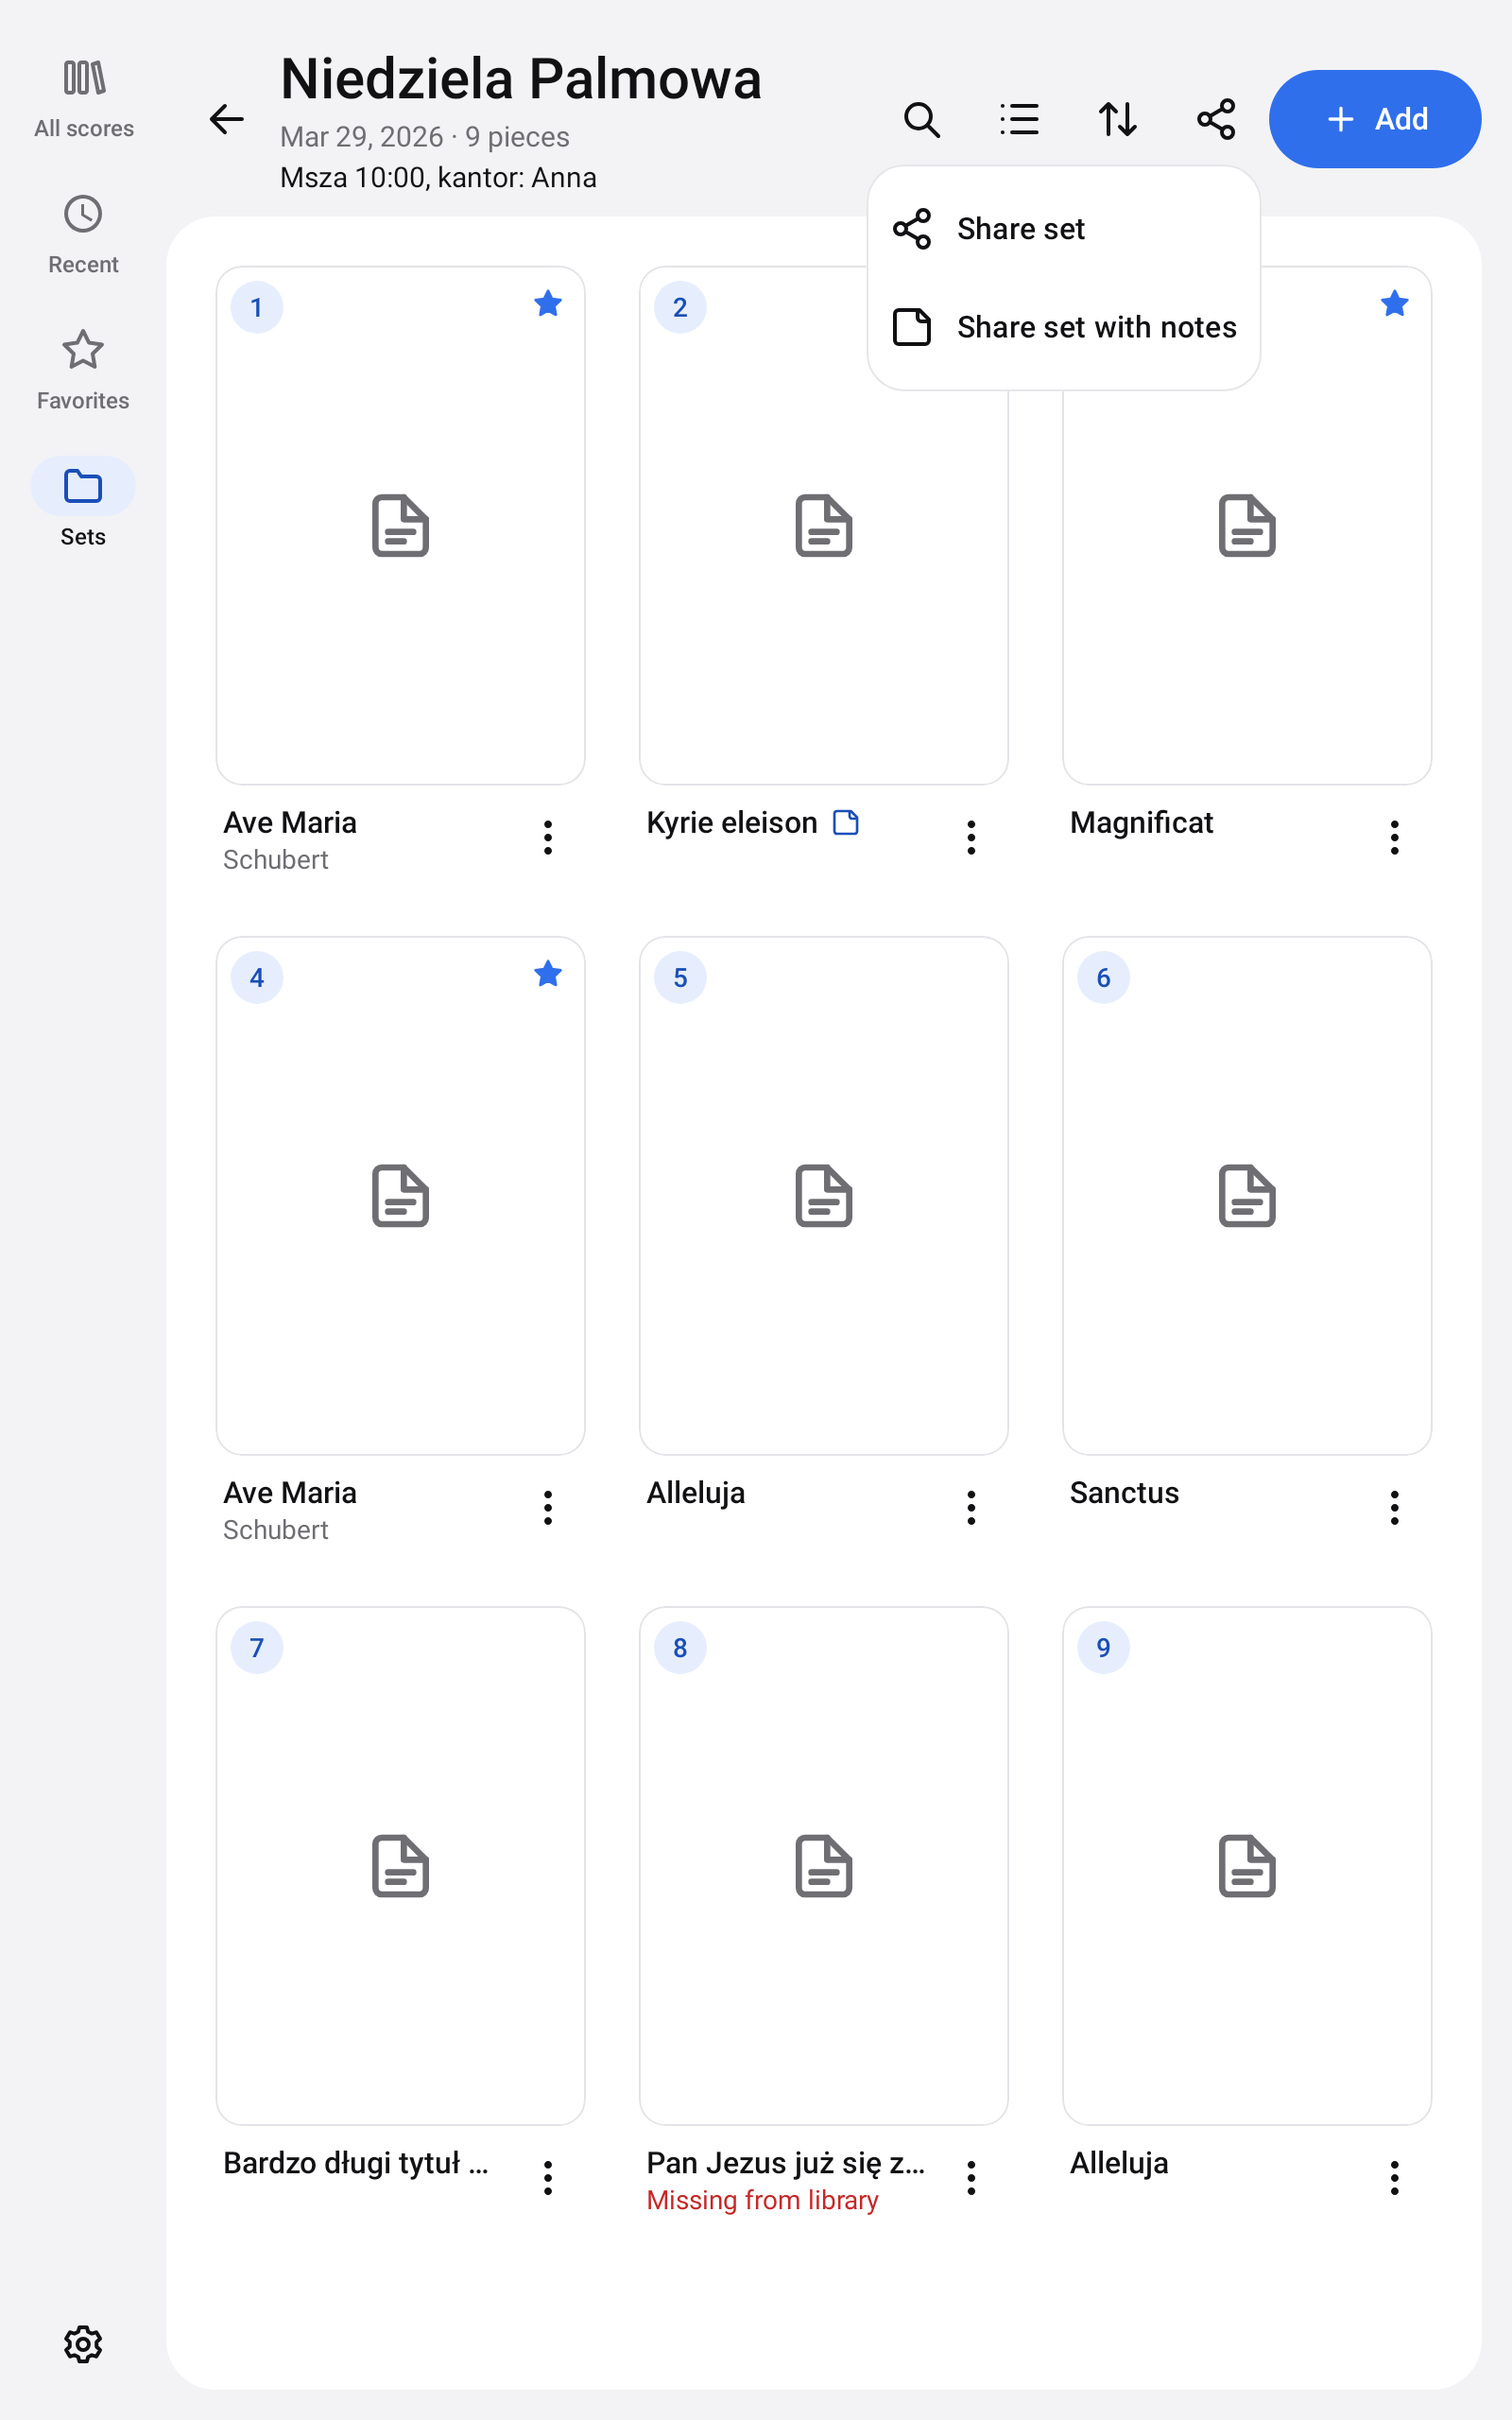 All scores
Recent
Favorites
Sets
Niedziela Palmowa
Mar 29, 2026 · 9 pieces
Msza 10:00, kantor: Anna
Add
Share set
Share set with notes
1
2
Ave Maria
Schubert
Kyrie eleison
Magnificat
4
5
6
Ave Maria
Schubert
Alleluja
Sanctus
7
8
9
Bardzo długi tytuł ...
Pan Jezus już się z...
Missing from library
Alleluja